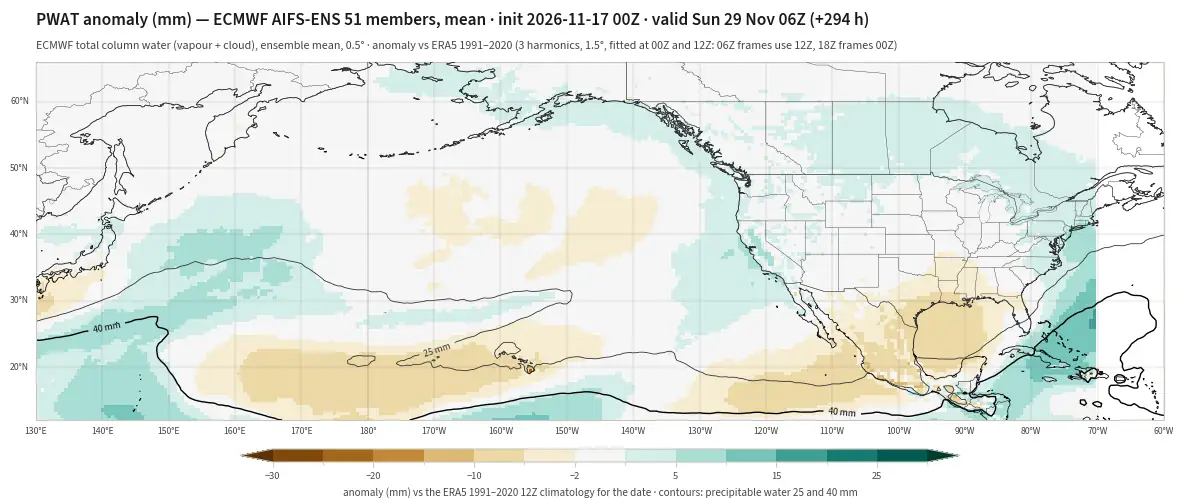 PWAT anomaly (mm) — ECMWF AIFS-ENS 51 members, mean · init 2026-11-17 00Z · valid Sun 29 Nov 06Z (+294 h)
ECMWF total column water (vapour + cloud), ensemble mean, 0.5° · anomaly vs ERA5 1991–2020 (3 harmonics, 1.5°, fitted at 00Z and 12Z: 06Z frames use 12Z, 18Z frames 00Z)
60°N
50°N
40°N
30°N
20°N
40 mm
25 mm
40 mm
130°E 140°E 150°E 160°E 170°E 180° 170°W 160°W 150°W 140°W 130°W 120°W 110°W 100°W 90°W 80°W 70°W 60°W
−30 −20 −10 −2 5 15 25
anomaly (mm) vs the ERA5 1991–2020 12Z climatology for the date · contours: precipitable water 25 and 40 mm